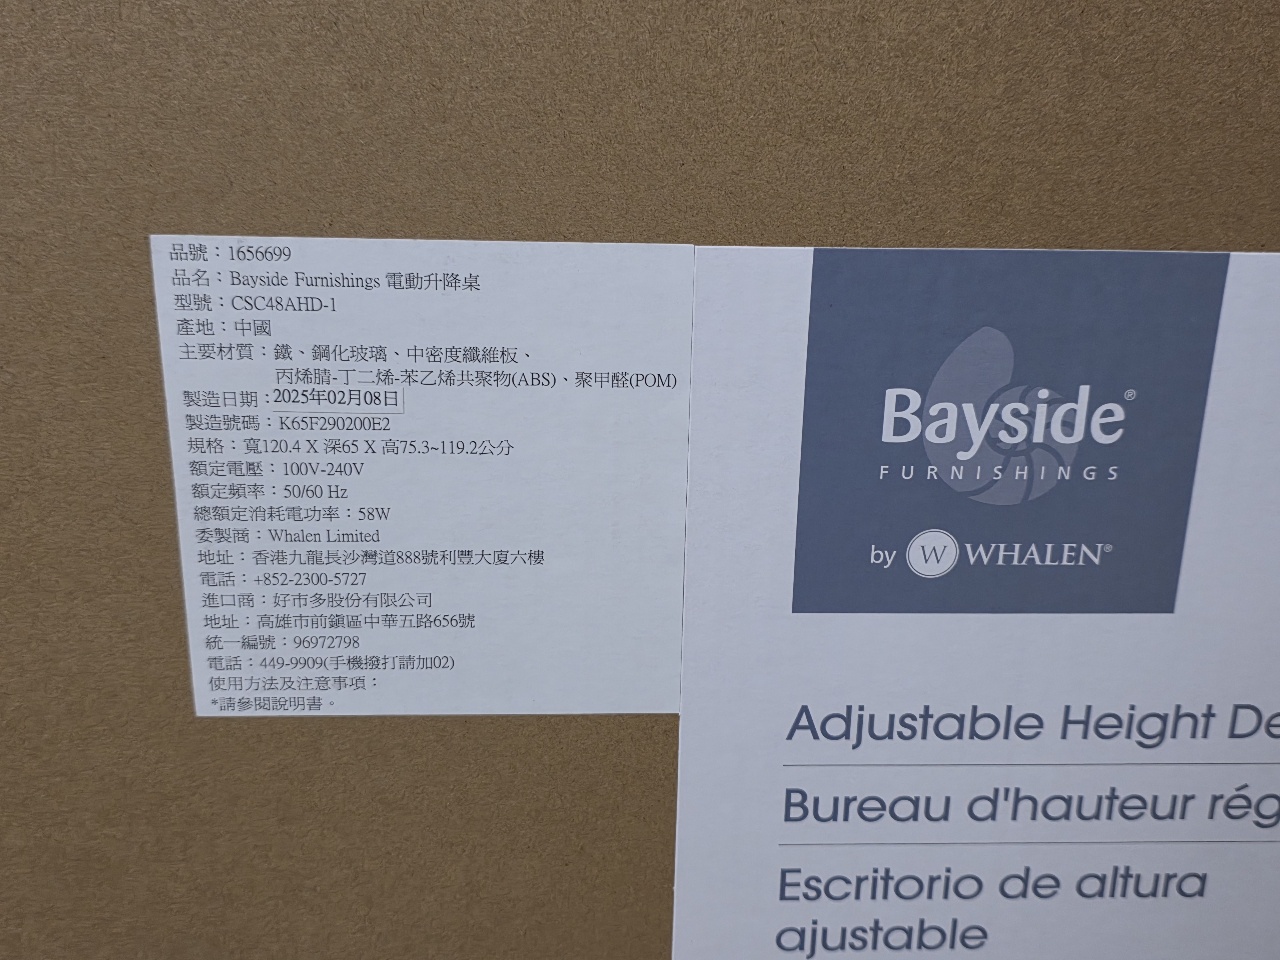 品號：1656699
品名：Bayside Furnishings 電動升降桌
型號：CSC48AHD-1
產地：中國
主要材質：鐵、鋼化玻璃、中密度纖維板、
丙烯腈-丁二烯-苯乙烯共聚物(ABS)、聚甲醛(POM)
製造日期：2025年02月08日
製造號碼：K65F290200E2
規格：寬120.4 X 深65 X 高75.3~119.2公分
額定電壓：100V-240V
額定頻率：50/60 Hz
總額定消耗電功率：58W
委製商：Whalen Limited
地址：香港九龍長沙灣道888號利豐大廈六樓
電話：+852-2300-5727
進口商：好市多股份有限公司
地址：高雄市前鎮區中華五路656號
統一編號：96972798
電話：449-9909(手機撥打請加02)
使用方法及注意事項：
*請參閱說明書。
Bayside®
FURNISHINGS
by W WHALEN®
Adjustable Height De
Bureau d'hauteur rég
Escritorio de altura
ajustable